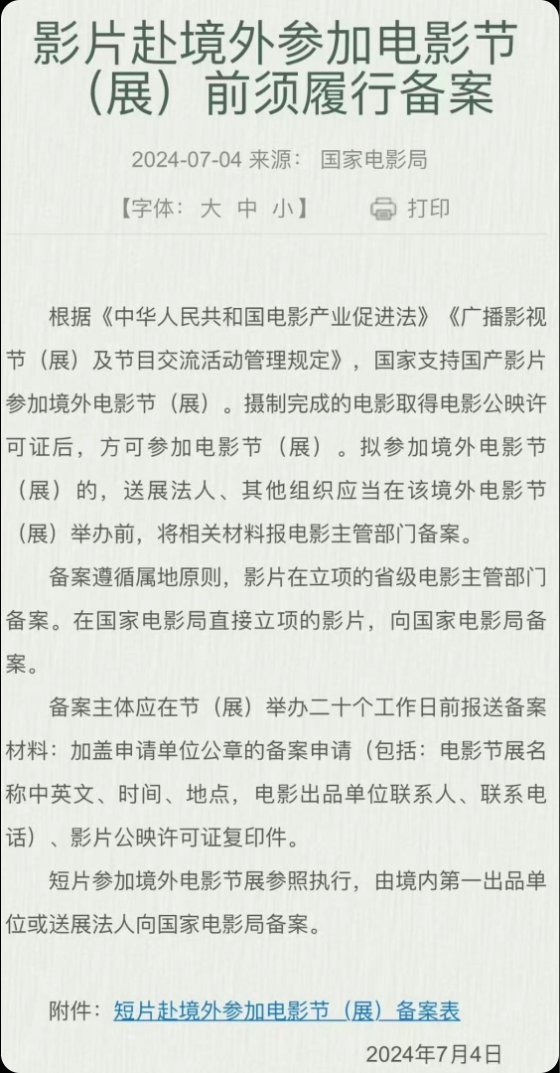 影片赴境外参加电影节
（展）前须履行备案
2024-07-04 来源： 国家电影局
【字体： 大 中 小】 打印
根据《中华人民共和国电影产业促进法》《广播影视
节（展）及节目交流活动管理规定》，国家支持国产影片
参加境外电影节（展）。摄制完成的电影取得电影公映许
可证后，方可参加电影节（展）。拟参加境外电影节
（展）的，送展法人、其他组织应当在该境外电影节
（展）举办前，将相关材料报电影主管部门备案。
备案遵循属地原则，影片在立项的省级电影主管部门
备案。在国家电影局直接立项的影片，向国家电影局备
案。
备案主体应在节（展）举办二十个工作日前报送备案
材料：加盖申请单位公章的备案申请（包括：电影节展名
称中英文、时间、地点，电影出品单位联系人、联系电
话）、影片公映许可证复印件。
短片参加境外电影节展参照执行，由境内第一出品单
位或送展法人向国家电影局备案。
附件：短片赴境外参加电影节（展）备案表
2024年7月4日